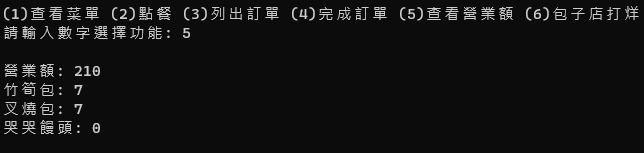 (1)查看菜單 (2)點餐 (3)列出訂單 (4)完成訂單 (5)查看營業額 (6)包子店打烊
請輸入數字選擇功能: 5
營業額: 210
竹筍包: 7
叉燒包: 7
哭哭饅頭: 0